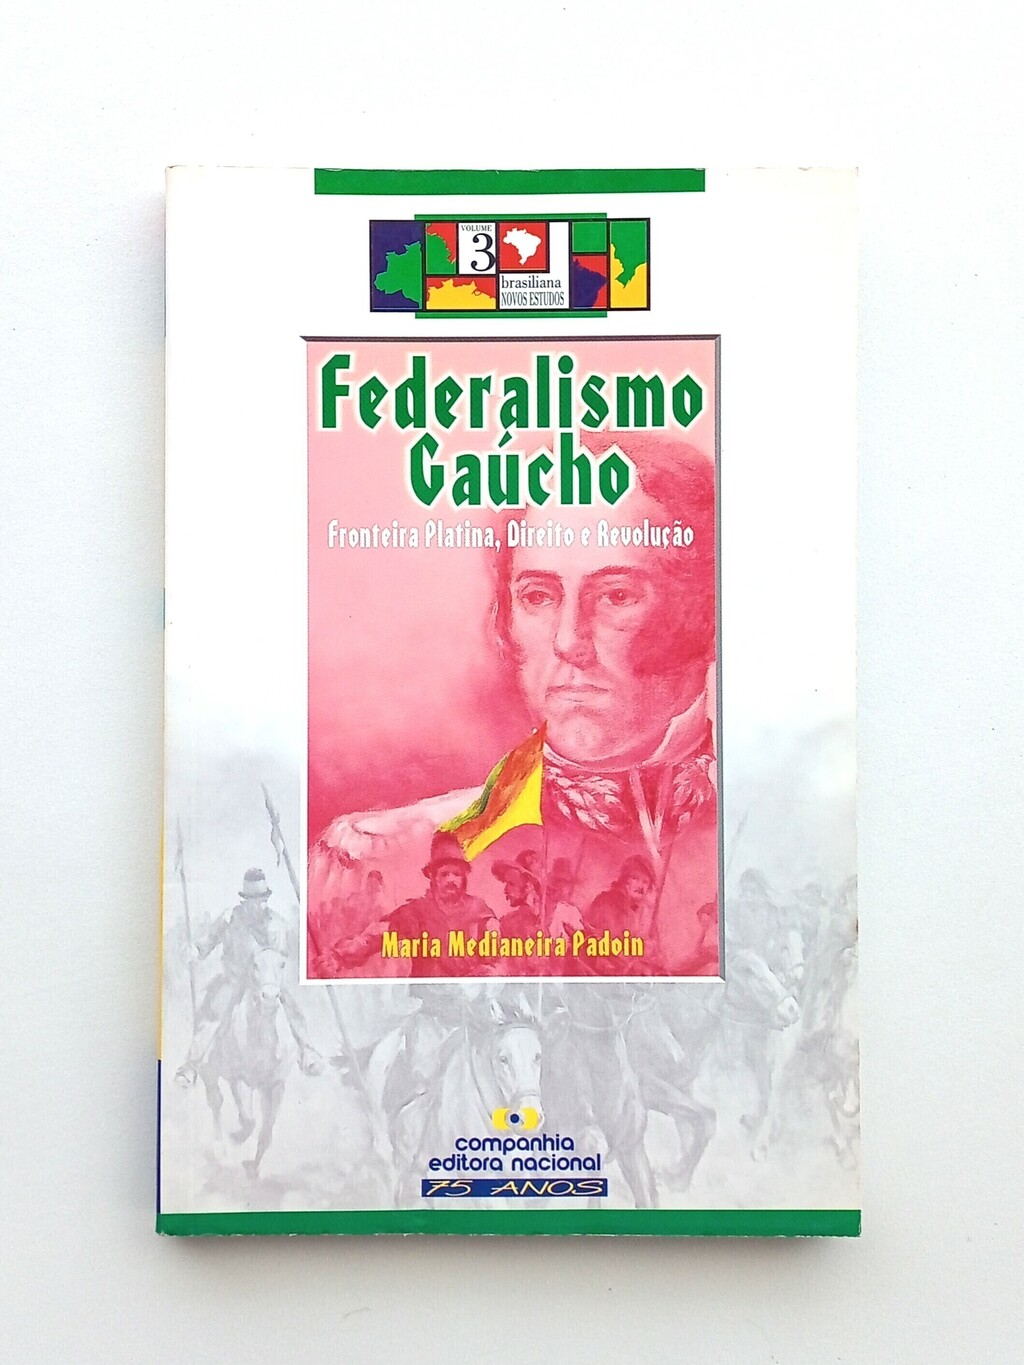 VOLUME
3
brasiliana
NOVOS ESTUDOS
Federalismo
Gaúcho
Fronteira Platina, Direito e Revolução
Maria Medianeira Padoin
companhia
editora nacional
75 ANOS